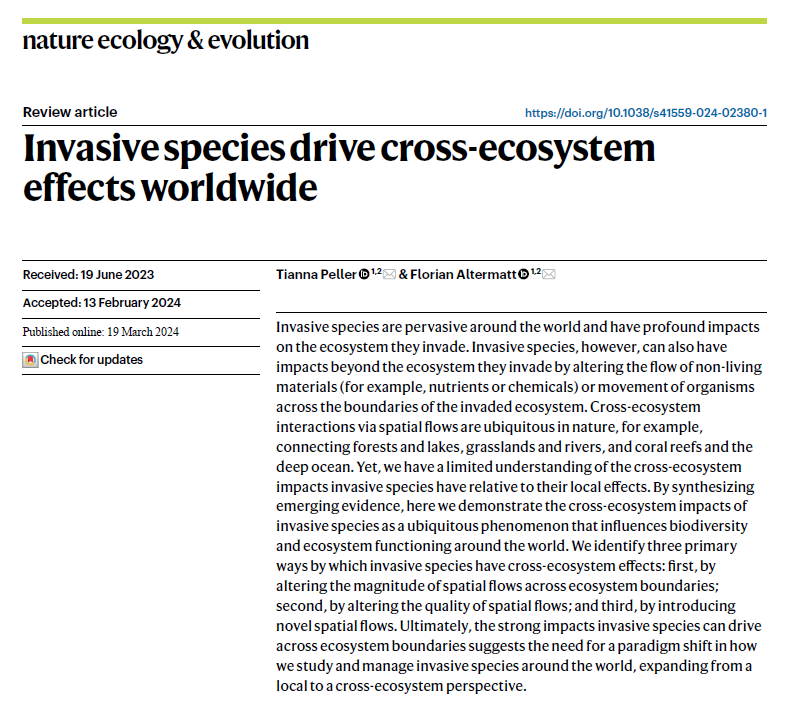 nature ecology & evolution
Review article
https://doi.org/10.1038/s41559-024-02380-1
Invasive species drive cross-ecosystem
effects worldwide
Received: 19 June 2023
Accepted: 13 February 2024
Published online: 19 March 2024
Check for updates
Tianna Peller 1,2 & Florian Altermatt 1,2
Invasive species are pervasive around the world and have profound impacts
on the ecosystem they invade. Invasive species, however, can also have
impacts beyond the ecosystem they invade by altering the flow of non-living
materials (for example, nutrients or chemicals) or movement of organisms
across the boundaries of the invaded ecosystem. Cross-ecosystem
interactions via spatial flows are ubiquitous in nature, for example,
connecting forests and lakes, grasslands and rivers, and coral reefs and the
deep ocean. Yet, we have a limited understanding of the cross-ecosystem
impacts invasive species have relative to their local effects. By synthesizing
emerging evidence, here we demonstrate the cross-ecosystem impacts of
invasive species as a ubiquitous phenomenon that influences biodiversity
and ecosystem functioning around the world. We identify three primary
ways by which invasive species have cross-ecosystem effects: first, by
altering the magnitude of spatial flows across ecosystem boundaries;
second, by altering the quality of spatial flows; and third, by introducing
novel spatial flows. Ultimately, the strong impacts invasive species can drive
across ecosystem boundaries suggests the need for a paradigm shift in how
we study and manage invasive species around the world, expanding from a
local to a cross-ecosystem perspective.